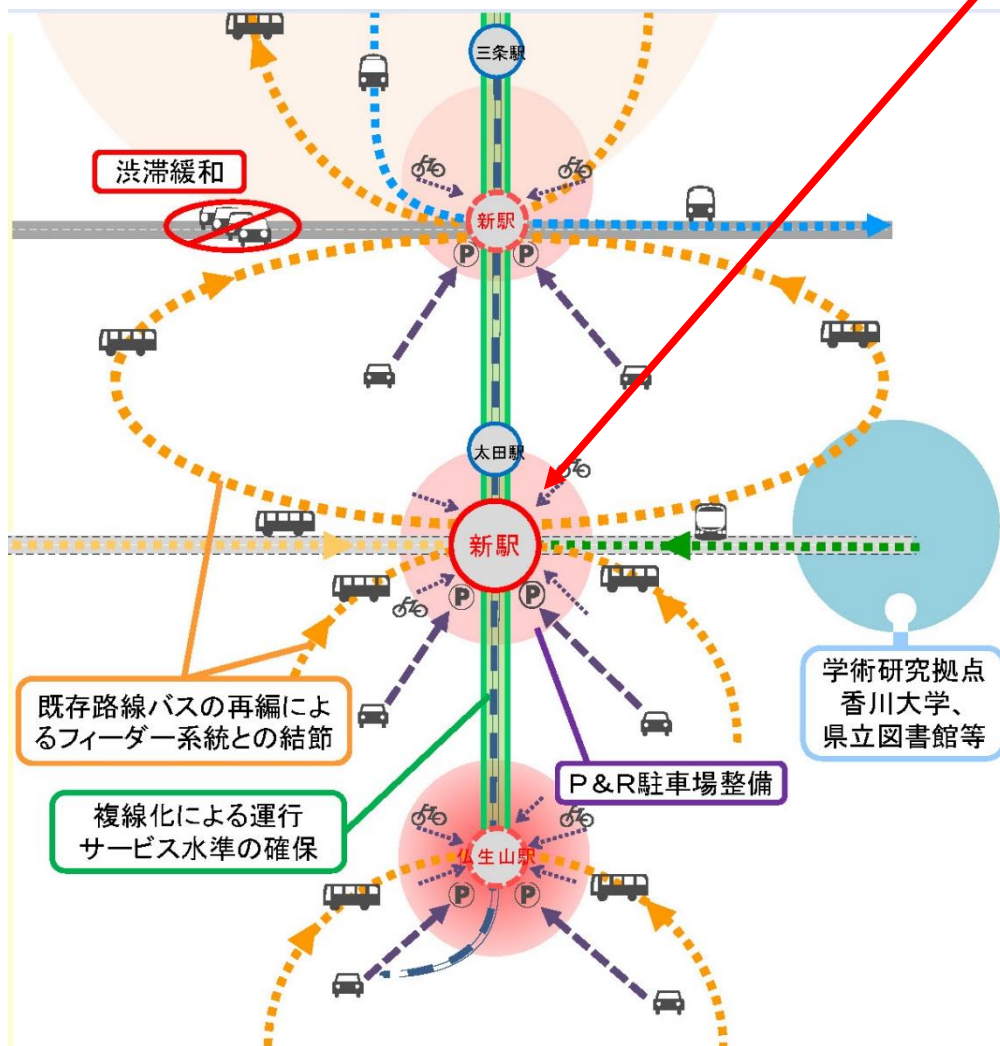 三条駅
渋滞緩和
新駅
P
P
太田駅
新駅
P
P
学術研究拠点
香川大学、
県立図書館等
既存路線バスの再編によ
るフィーダー系統との結節
P&R駐車場整備
複線化による運行
サービス水準の確保
仏生山駅
P
P